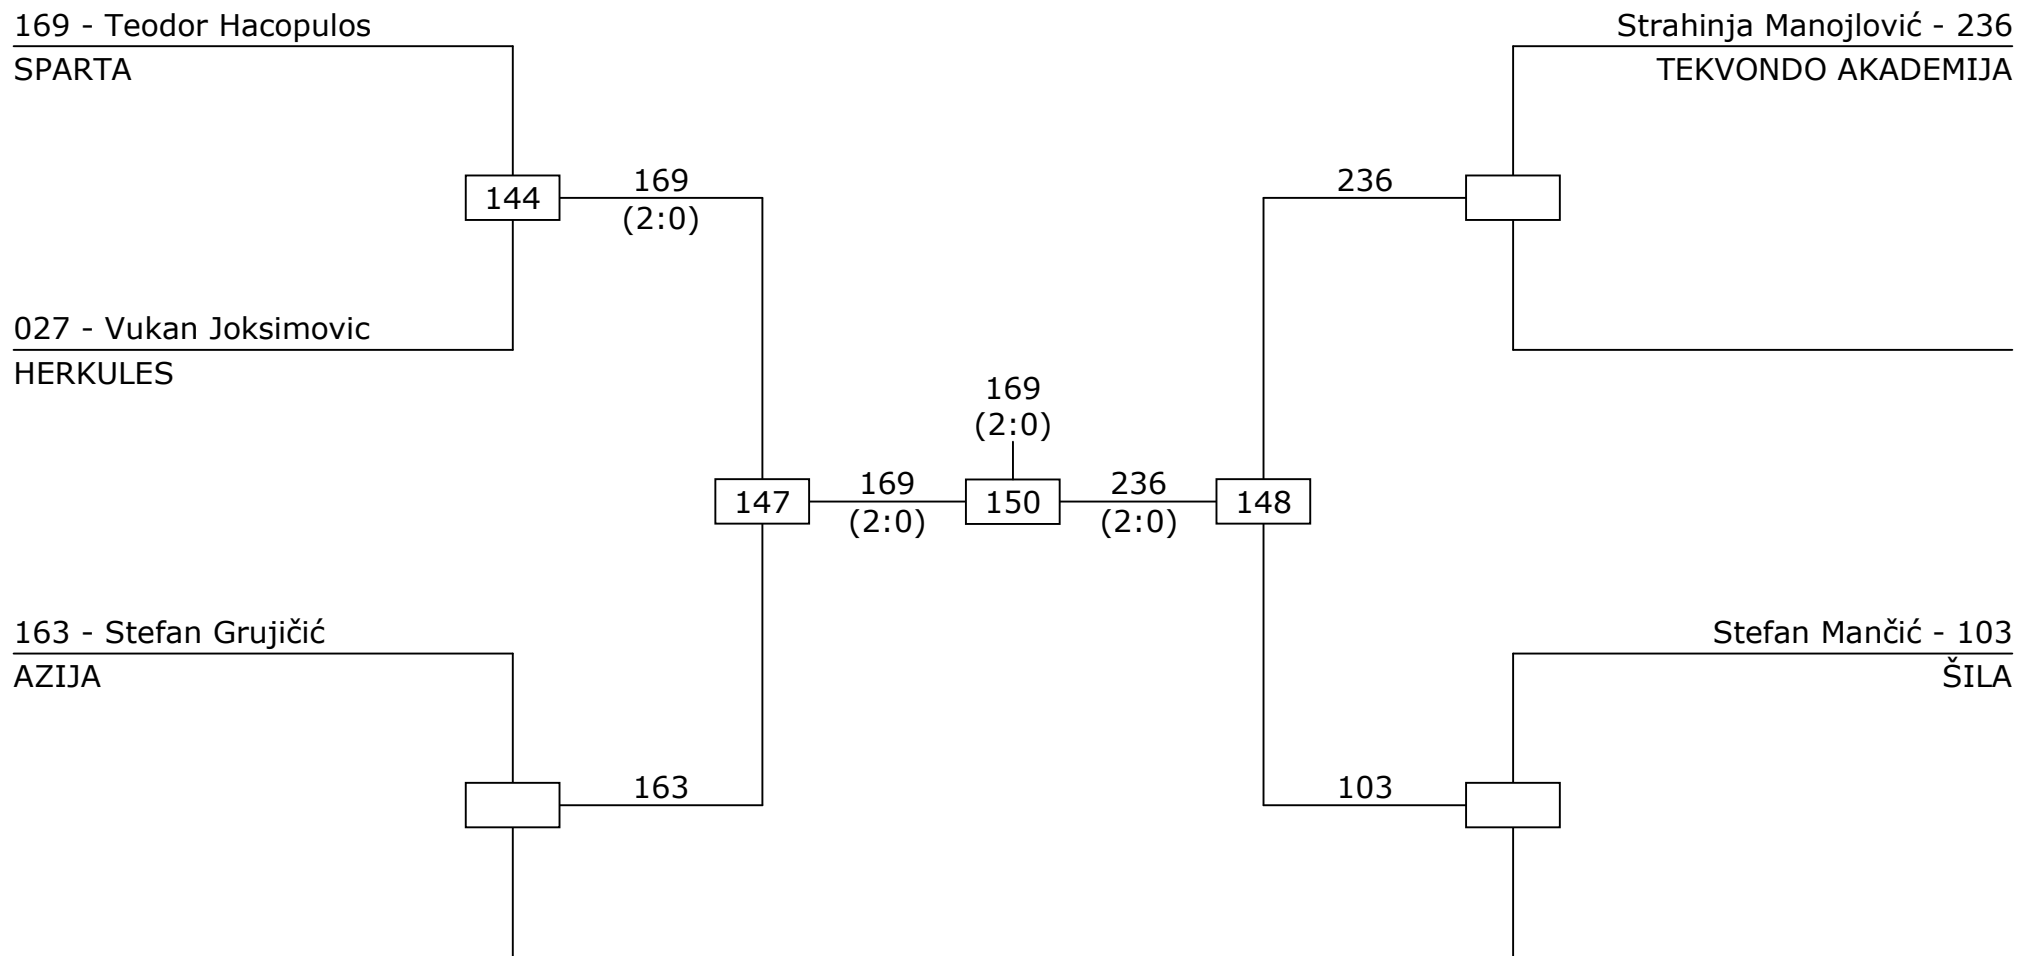 169 - Teodor Hacopulos
SPARTA
Strahinja Manojlović - 236
TEKVONDO AKADEMIJA
144
169
(2:0)
236
027 - Vukan Joksimovic
HERKULES
169
(2:0)
147
169
(2:0)
150
236
(2:0)
148
163 - Stefan Grujičić
AZIJA
Stefan Mančić - 103
ŠILA
163
103